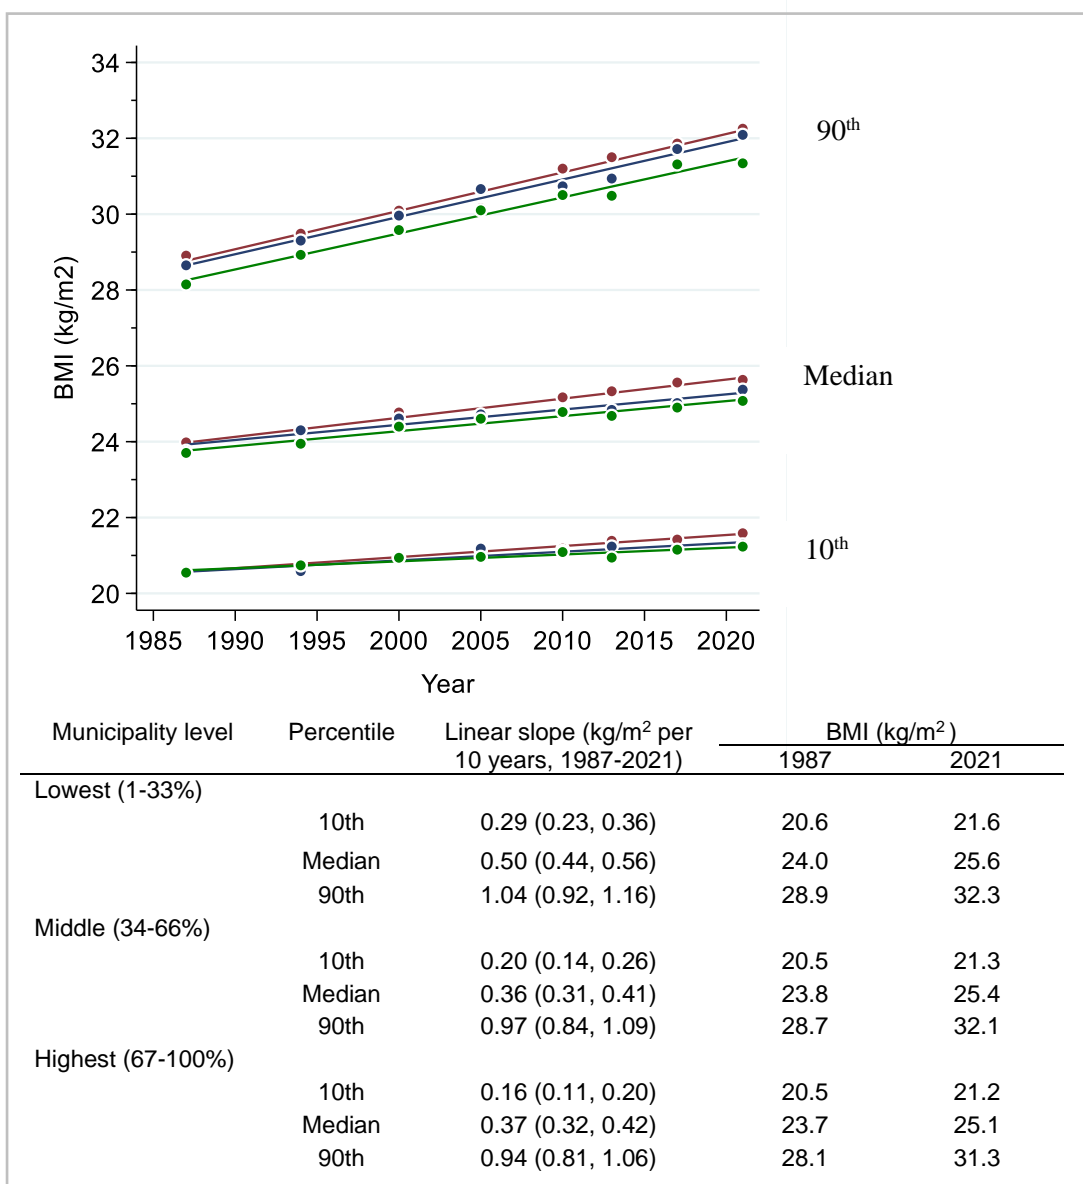 34
32
30
28
26
24
22
20
BMI (kg/m2)
90th
Median
10th
1985 1990 1995 2000 2005 2010 2015 2020
Year
Municipality level Percentile Linear slope (kg/m² per BMI (kg/m²)
10 years, 1987-2021) 1987 2021
Lowest (1-33%)
10th 0.29 (0.23, 0.36) 20.6 21.6
Median 0.50 (0.44, 0.56) 24.0 25.6
90th 1.04 (0.92, 1.16) 28.9 32.3
Middle (34-66%)
10th 0.20 (0.14, 0.26) 20.5 21.3
Median 0.36 (0.31, 0.41) 23.8 25.4
90th 0.97 (0.84, 1.09) 28.7 32.1
Highest (67-100%)
10th 0.16 (0.11, 0.20) 20.5 21.2
Median 0.37 (0.32, 0.42) 23.7 25.1
90th 0.94 (0.81, 1.06) 28.1 31.3